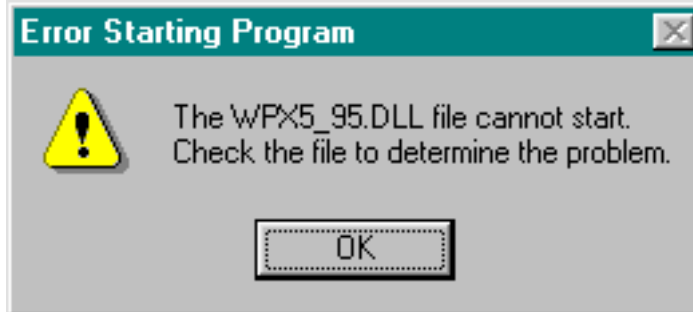 Error Starting Program
The WPX5_95.DLL file cannot start.
Check the file to determine the problem.
OK